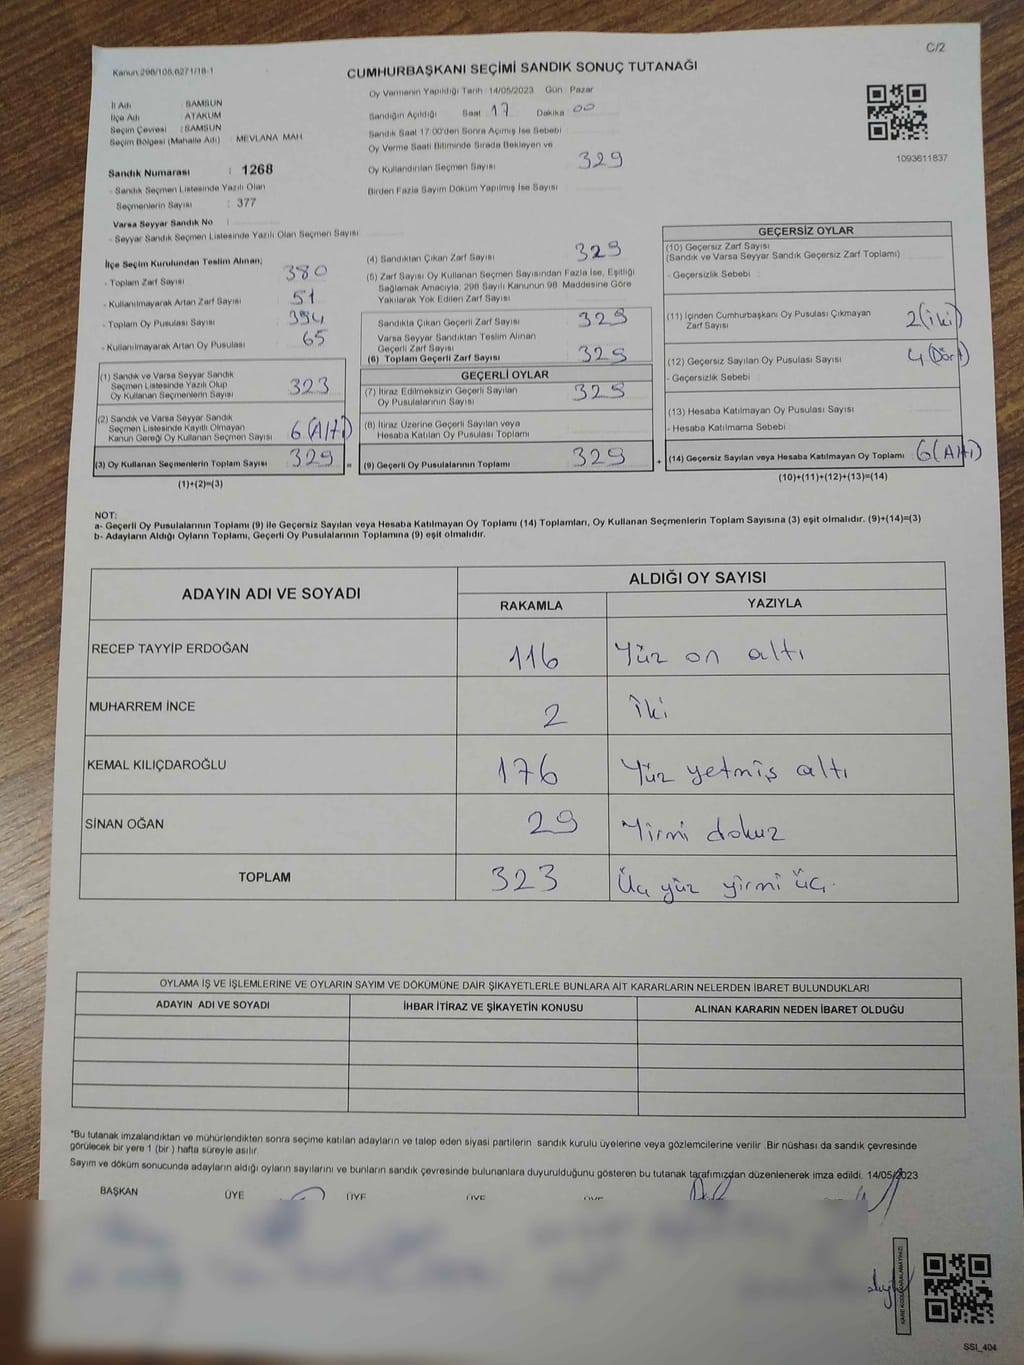 C/2
Kanun:298/105,6271/18-1
CUMHURBAŞKANI SEÇİMİ SANDIK SONUÇ TUTANAĞI
İl Adı : SAMSUN
İlçe Adı : ATAKUM
Seçim Çevresi : SAMSUN
Seçim Bölgesi (Mahalle Adı) : MEVLANA MAH
Sandık Numarası : 1268
- Sandık Seçmen Listesinde Yazılı Olan
Seçmenlerin Sayısı : 377
Varsa Seyyar Sandık No :
- Seyyar Sandık Seçmen Listesinde Yazılı Olan Seçmen Sayısı
Oy Vermenin Yapıldığı Tarih :14/05/2023 Gün Pazar
Sandığın Açıldığı Saat 17 Dakika 00
Sandık Saat 17:00'den Sonra Açımış İse Sebebi
Oy Verme Saati Bitiminde Sırada Bekleyen ve
Oy Kullandırılan Seçmen Sayısı 329
Birden Fazla Sayım Döküm Yapılmış İse Sayısı
1093611837
İlçe Seçim Kurulundan Teslim Alınan;
- Toplam Zarf Sayısı 380
- Kullanılmayarak Artan Zarf Sayısı 51
- Toplam Oy Pusulası Sayısı 394
- Kullanılmayarak Artan Oy Pusulası 65
(1) Sandık ve Varsa Seyyar Sandık
Seçmen Listesinde Yazılı Olup
Oy Kullanan Seçmenlerin Sayısı 323
(2) Sandık ve Varsa Seyyar Sandık
Seçmen Listesinde Kayıtlı Olmayan
Kanun Gereği Oy Kullanan Seçmen Sayısı 6 (Altı)
(3) Oy Kullanan Seçmenlerin Toplam Sayısı 329 =
(1)+(2)=(3)
(4) Sandıktan Çıkan Zarf Sayısı 329
(5) Zarf Sayısı Oy Kullanan Seçmen Sayısından Fazla İse, Eşitliği
Sağlamak Amacıyla, 298 Sayılı Kanunun 98. Maddesine Göre
Yakılarak Yok Edilen Zarf Sayısı
Sandıkta Çıkan Geçerli Zarf Sayısı 329
Varsa Seyyar Sandıktan Teslim Alınan
Geçerli Zarf Sayısı
(6) Toplam Geçerli Zarf Sayısı 329
GEÇERLİ OYLAR
(7) İtiraz Edilmeksizin Geçerli Sayılan
Oy Pusulalarının Sayısı 329
(8) İtiraz Üzerine Geçerli Sayılan veya
Hesaba Katılan Oy Pusulaları Toplamı
(9) Geçerli Oy Pusulalarının Toplamı 329 +
GEÇERSİZ OYLAR
(10) Geçersiz Zarf Sayısı
(Sandık ve Varsa Seyyar Sandık Geçersiz Zarf Toplamı)
- Geçersizlik Sebebi
(11) İçinden Cumhurbaşkanı Oy Pusulası Çıkmayan
Zarf Sayısı 2 (iki)
(12) Geçersiz Sayılan Oy Pusulası Sayısı 4 (Dört)
- Geçersizlik Sebebi
(13) Hesaba Katılmayan Oy Pusulası Sayısı
- Hesaba Katılmama Sebebi
(14) Geçersiz Sayılan veya Hesaba Katılmayan Oy Toplamı : 6 (Altı)
(10)+(11)+(12)+(13)=(14)
NOT:
a- Geçerli Oy Pusulalarının Toplamı (9) ile Geçersiz Sayılan veya Hesaba Katılmayan Oy Toplamı (14) Toplamları, Oy Kullanan Seçmenlerin Toplam Sayısına (3) eşit olmalıdır. (9)+(14)=(3)
b- Adayların Aldığı Oyların Toplamı, Geçerli Oy Pusulalarının Toplamına (9) eşit olmalıdır.
ADAYIN ADI VE SOYADI
ALDIĞI OY SAYISI
RAKAMLA YAZIYLA
RECEP TAYYİP ERDOĞAN 116 Yüz on altı
MUHARREM İNCE 2 İki
KEMAL KILIÇDAROĞLU 176 Yüz yetmiş altı
SİNAN OĞAN 29 Yirmi dokuz
TOPLAM 323 Üç yüz yirmi üç.
OYLAMA İŞ VE İŞLEMLERİNE VE OYLARIN SAYIM VE DÖKÜMÜNE DAİR ŞİKAYETLERLE BUNLARA AİT KARARLARIN NELERDEN İBARET BULUNDUKLARI
ADAYIN ADI VE SOYADI İHBAR İTİRAZ VE ŞİKAYETİN KONUSU ALINAN KARARIN NEDEN İBARET OLDUĞU
*Bu tutanak imzalandıktan ve mühürlendikten sonra seçime katılan adayların ve talep eden siyasi partilerin sandık kurulu üyelerine veya gözlemcilerine verilir .Bir nüshası da sandık çevresinde
görülecek bir yere 1 (bir ) hafta süreyle asılır.
Sayım ve döküm sonucunda adayların aldığı oyların sayılarını ve bunların sandık çevresinde bulunanlara duyurulduğunu gösteren bu tutanak tarafımızdan düzenlenerek imza edildi. 14/05/2023
BAŞKAN ÜYE ÜYE ÜYE ÜYE
KARE KODU KARALAMAYINIZ!
SSI_404